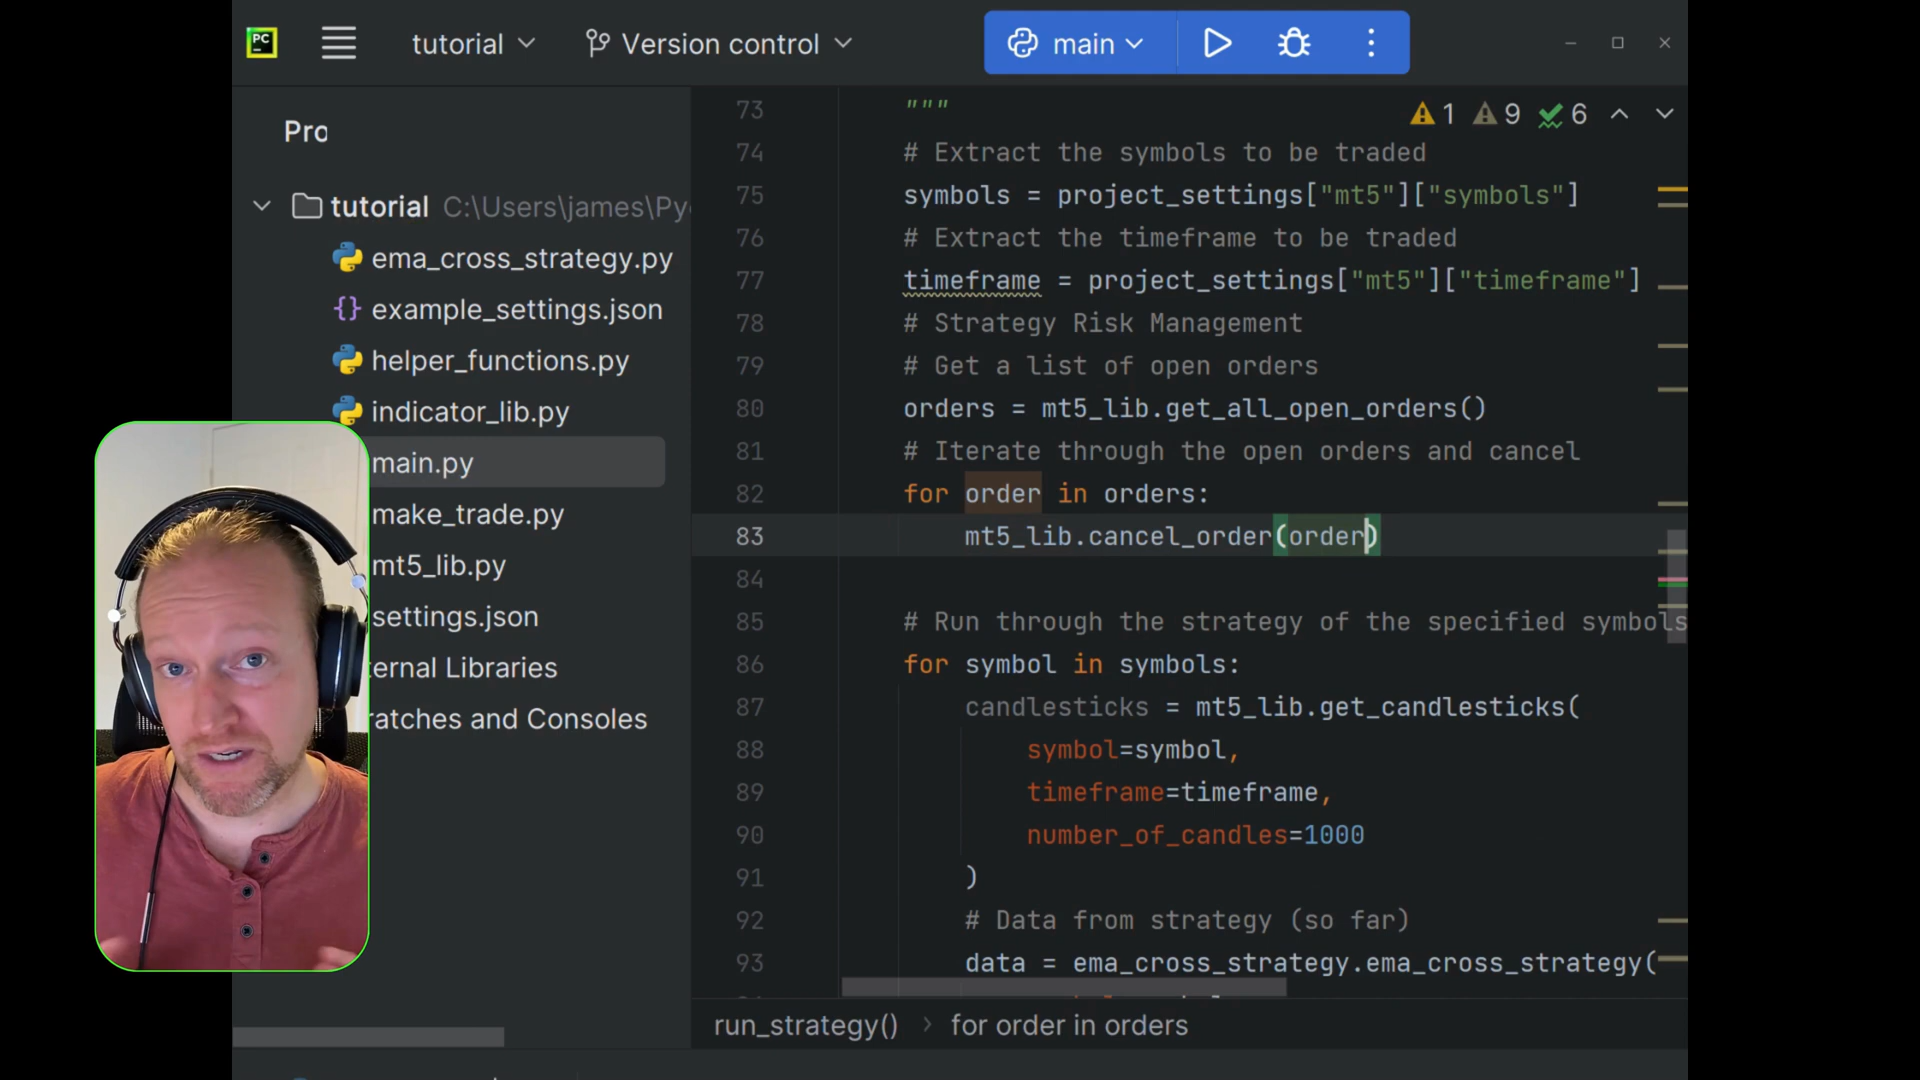 PC
tutorial
Version control
main
Pro
tutorial C:\Users\james\Py
ema_cross_strategy.py
example_settings.json
helper_functions.py
indicator_lib.py
main.py
make_trade.py
mt5_lib.py
settings.json
ernal Libraries
ratches and Consoles
1 9 6
73 """
74 # Extract the symbols to be traded
75 symbols = project_settings["mt5"]["symbols"]
76 # Extract the timeframe to be traded
77 timeframe = project_settings["mt5"]["timeframe"]
78 # Strategy Risk Management
79 # Get a list of open orders
80 orders = mt5_lib.get_all_open_orders()
81 # Iterate through the open orders and cancel
82 for order in orders:
83 mt5_lib.cancel_order(order)
84
85 # Run through the strategy of the specified symbols
86 for symbol in symbols:
87 candlesticks = mt5_lib.get_candlesticks(
88 symbol=symbol,
89 timeframe=timeframe,
90 number_of_candles=1000
91 )
92 # Data from strategy (so far)
93 data = ema_cross_strategy.ema_cross_strategy(
run_strategy() › for order in orders